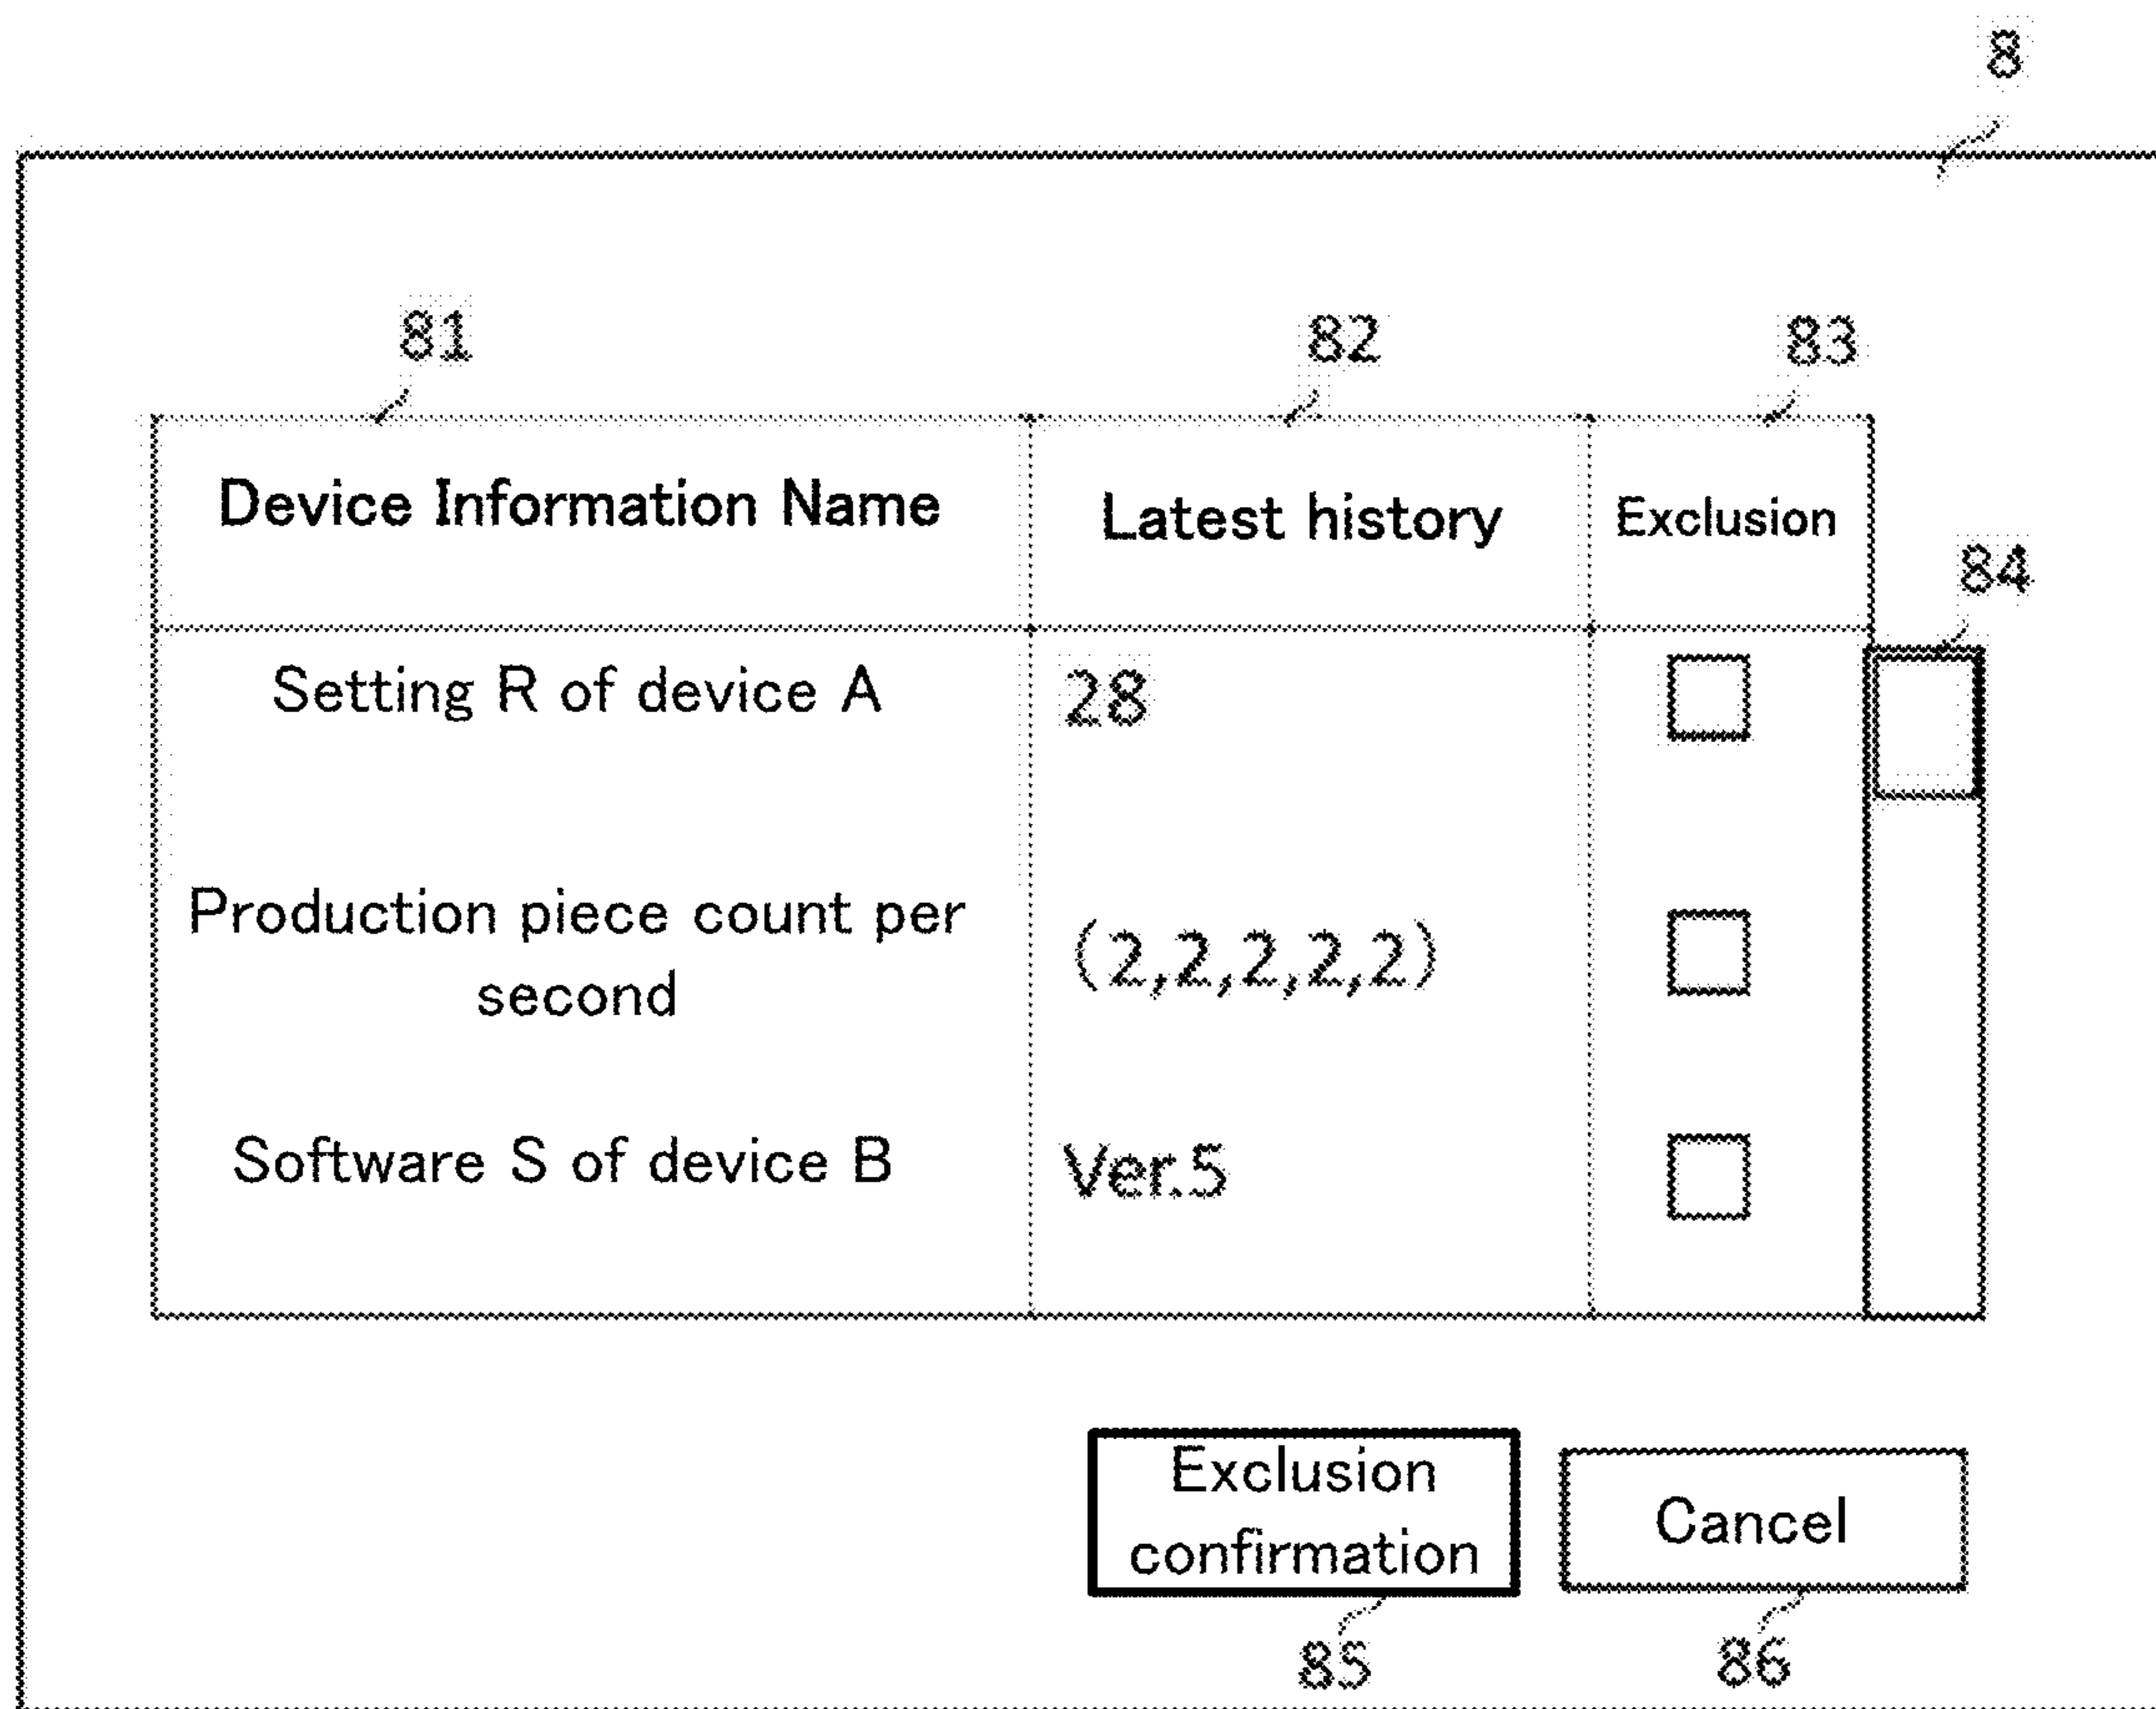 8
81
82
83
Device Information Name
Latest history
Exclusion
84
Setting R of device A
28
Production piece count per
second
(2,2,2,2,2)
Software S of device B
Ver.5
Exclusion
confirmation
Cancel
85
86